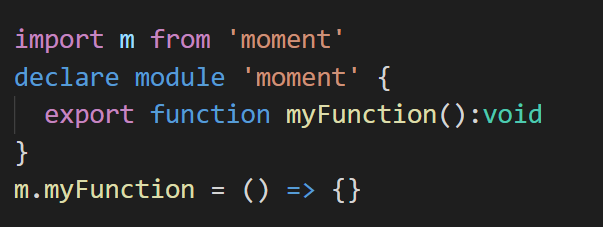 import m from 'moment'
declare module 'moment' {
  export function myFunction():void
}
m.myFunction = () => {}